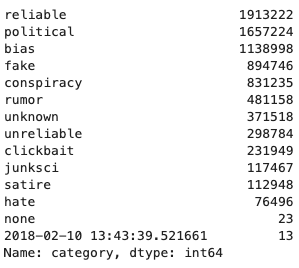 reliable 1913222
political 1657224
bias 1138998
fake 894746
conspiracy 831235
rumor 481158
unknown 371518
unreliable 298784
clickbait 231949
junksci 117467
satire 112948
hate 76496
none 23
2018-02-10 13:43:39.521661 13
Name: category, dtype: int64